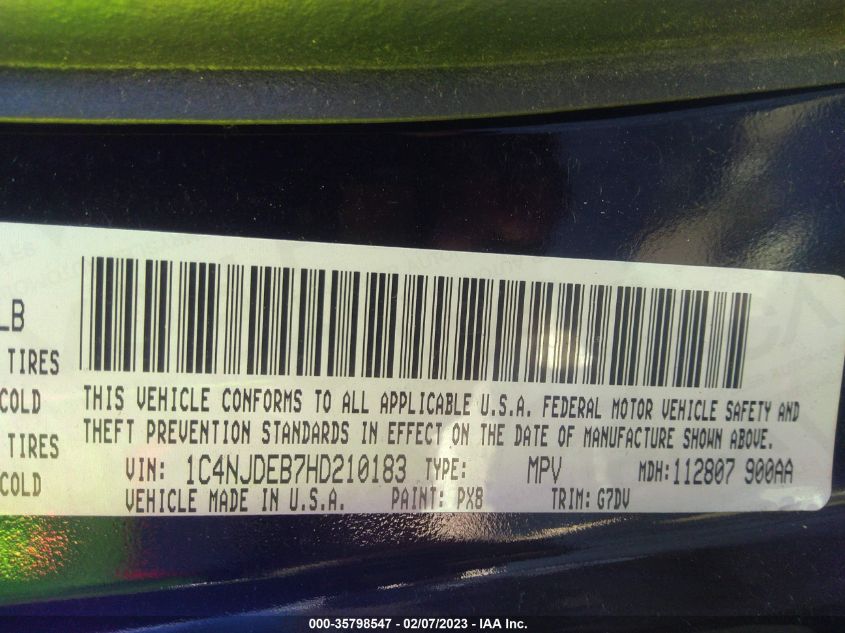 LB
TIRES
COLD
TIRES
COLD
THIS VEHICLE CONFORMS TO ALL APPLICABLE U.S.A. FEDERAL MOTOR VEHICLE SAFETY AND
THEFT PREVENTION STANDARDS IN EFFECT ON THE DATE OF MANUFACTURE SHOWN ABOVE.
VIN: 1C4NJDEB7HD210183 TYPE: MPV MDH:112807 900AA
VEHICLE MADE IN U.S.A. PAINT: PX8 TRIM: G7DV
000-35798547 - 02/07/2023 - IAA Inc.